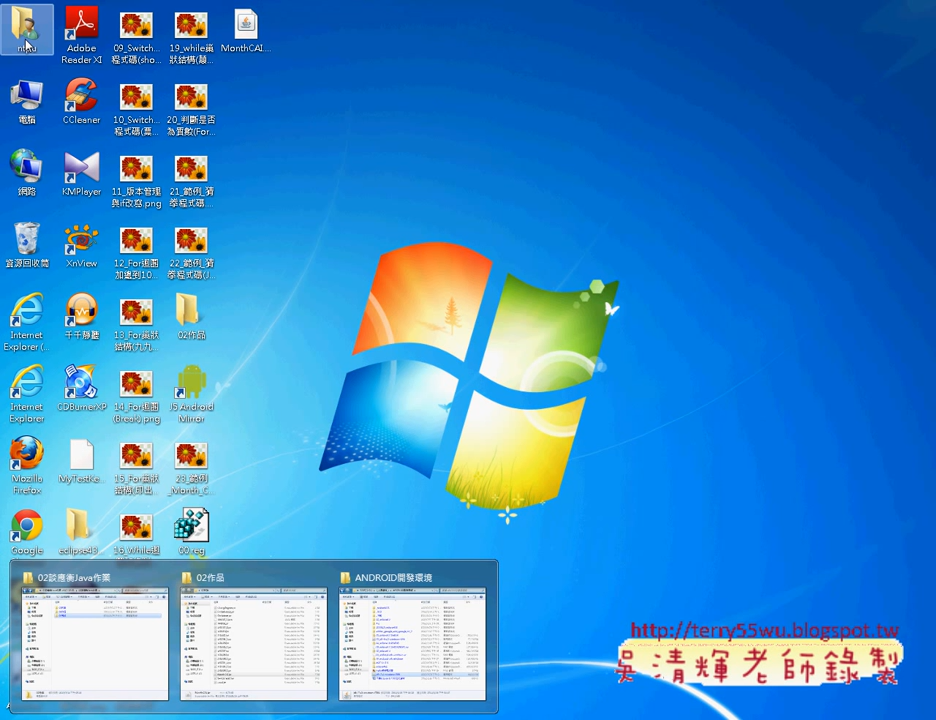 Adobe
Reader XI
09_Switch...
程式碼(sho...
19_while迴
狀結構(顛...
MonthCAI...
電腦
CCleaner
10_Switch...
20_判斷是否
為質數(For...
網路
KMPlayer
11_版本管理
與if改寫.png
21_範例_猜
拳程式碼....
資源回收筒
XnView
12_For迴圈
加總到10...
22_範例_猜
拳程式碼(J...
Internet
Explorer (...
千千靜聽
13_For巢狀
結構(九九...
02作品
Internet
Explorer
CDBurnerXP
14_For迴圈
(Break).png
JS Android
Mirror
Mozilla
Firefox
MyTestKe...
15_For巢狀
結構(印出...
23_範例
_Month_C...
Google
eclipse43...
16_While迴
00.reg
02談應衝Java作業
02作品
ANDROID開發環境
http://terry55wu.blogspot.tw
吳清輝老師錄製